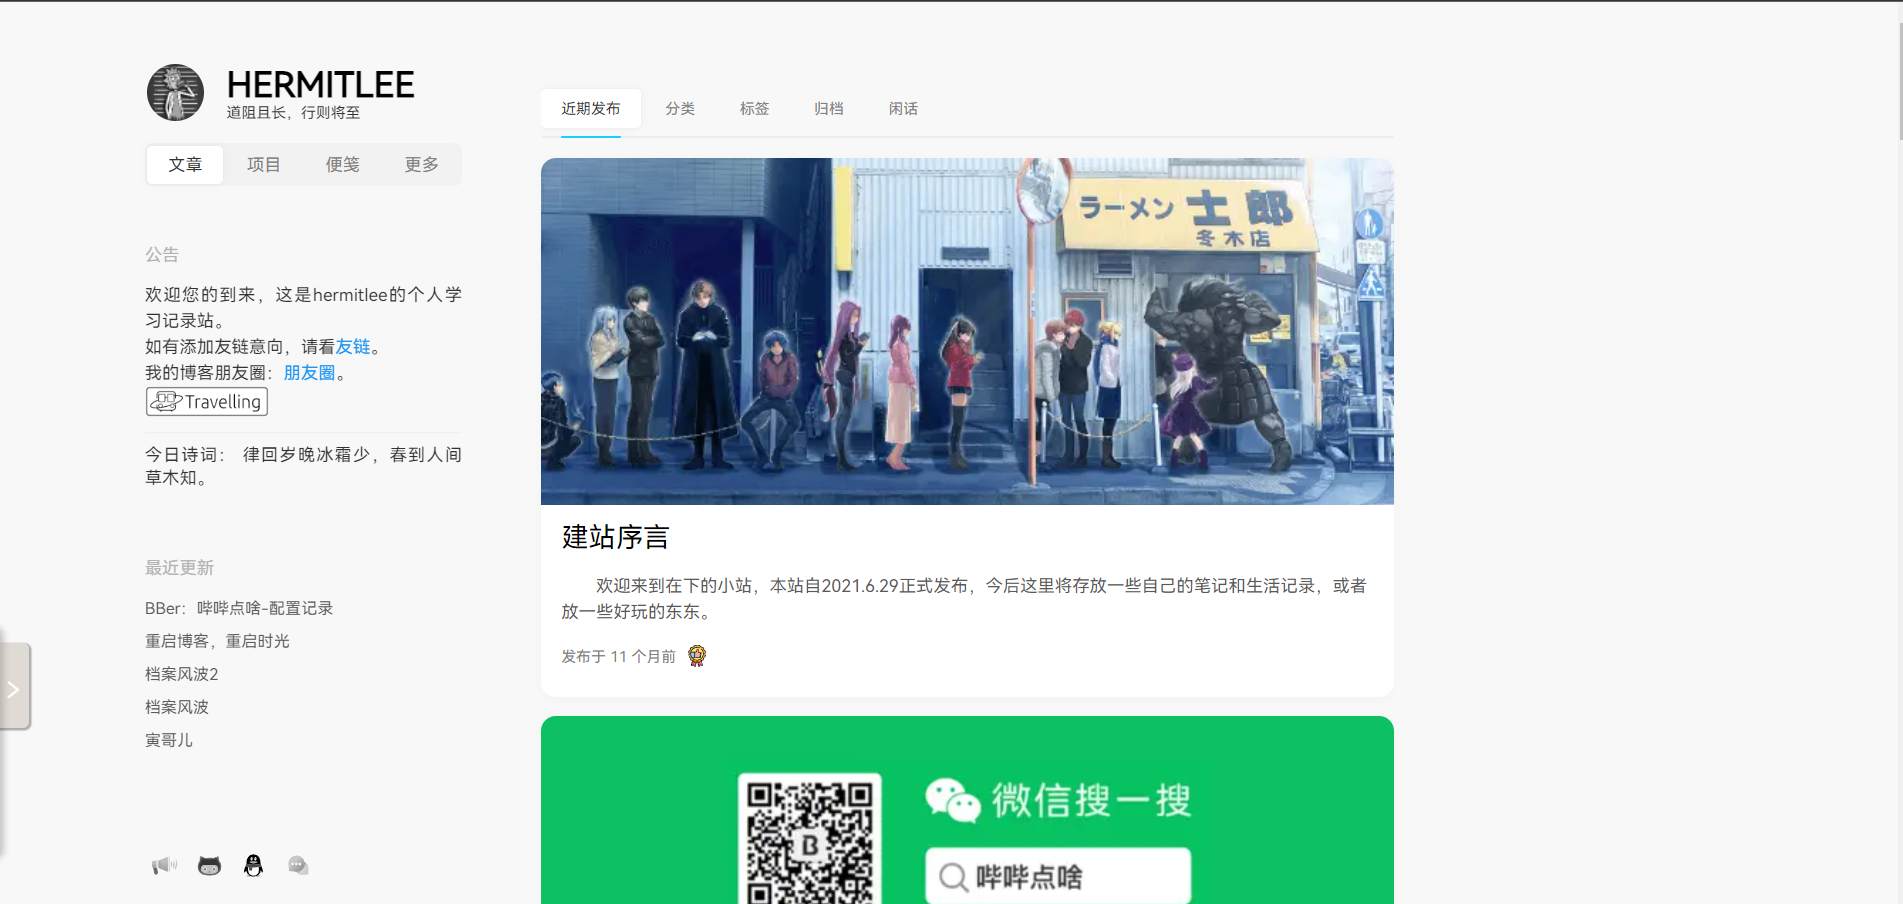 HERMITLEE
道阻且长，行则将至
文章 项目 便笺 更多
公告
欢迎您的到来，这是hermitlee的个人学
习记录站。
如有添加友链意向，请看友链。
我的博客朋友圈：朋友圈。
Travelling
今日诗词： 律回岁晚冰霜少，春到人间
草木知。
最近更新
BBer：哔哔点啥-配置记录
重启博客，重启时光
档案风波2
档案风波
寅哥儿
近期发布 分类 标签 归档 闲话
ラーメン 士郎
冬木店
建站序言
欢迎来到在下的小站，本站自2021.6.29正式发布，今后这里将存放一些自己的笔记和生活记录，或者
放一些好玩的东东。
发布于 11 个月前
B
微信搜一搜
哔哔点啥